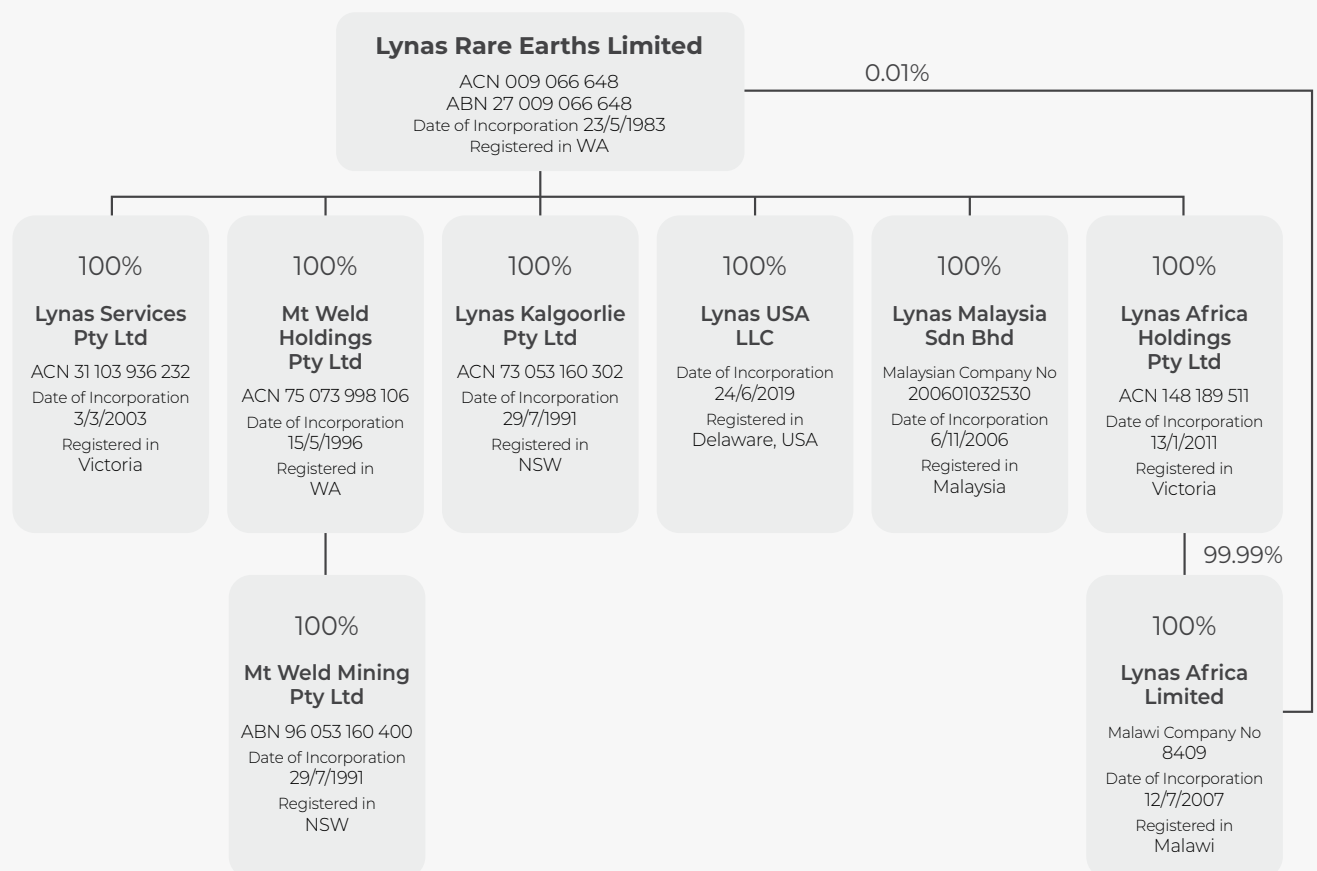 Lynas Rare Earths Limited
ACN 009 066 648
ABN 27 009 066 648
Date of Incorporation 23/5/1983
Registered in WA
0.01%
100%
Lynas Services
Pty Ltd
ACN 31 103 936 232
Date of Incorporation
3/3/2003
Registered in
Victoria
100%
Mt Weld
Holdings
Pty Ltd
ACN 75 073 998 106
Date of Incorporation
15/5/1996
Registered in
WA
100%
Lynas Kalgoorlie
Pty Ltd
ACN 73 053 160 302
Date of Incorporation
29/7/1991
Registered in
NSW
100%
Lynas USA
LLC
Date of Incorporation
24/6/2019
Registered in
Delaware, USA
100%
Lynas Malaysia
Sdn Bhd
Malaysian Company No
200601032530
Date of Incorporation
6/11/2006
Registered in
Malaysia
100%
Lynas Africa
Holdings
Pty Ltd
ACN 148 189 511
Date of Incorporation
13/1/2011
Registered in
Victoria
99.99%
100%
Mt Weld Mining
Pty Ltd
ABN 96 053 160 400
Date of Incorporation
29/7/1991
Registered in
NSW
100%
Lynas Africa
Limited
Malawi Company No
8409
Date of Incorporation
12/7/2007
Registered in
Malawi